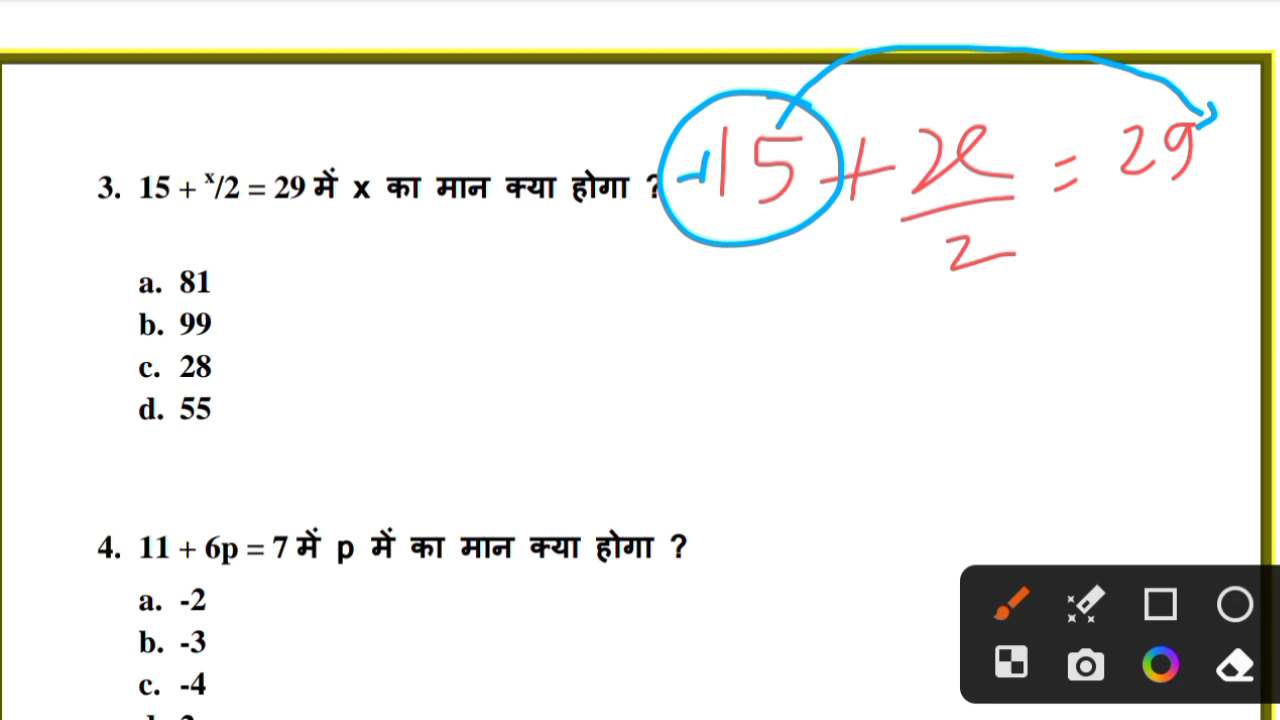 3. 15 + ˣ/2 = 29 में x का मान क्या होगा ?
+15 + x/2 = 29
a. 81
b. 99
c. 28
d. 55
4. 11 + 6p = 7 में p में का मान क्या होगा ?
a. -2
b. -3
c. -4